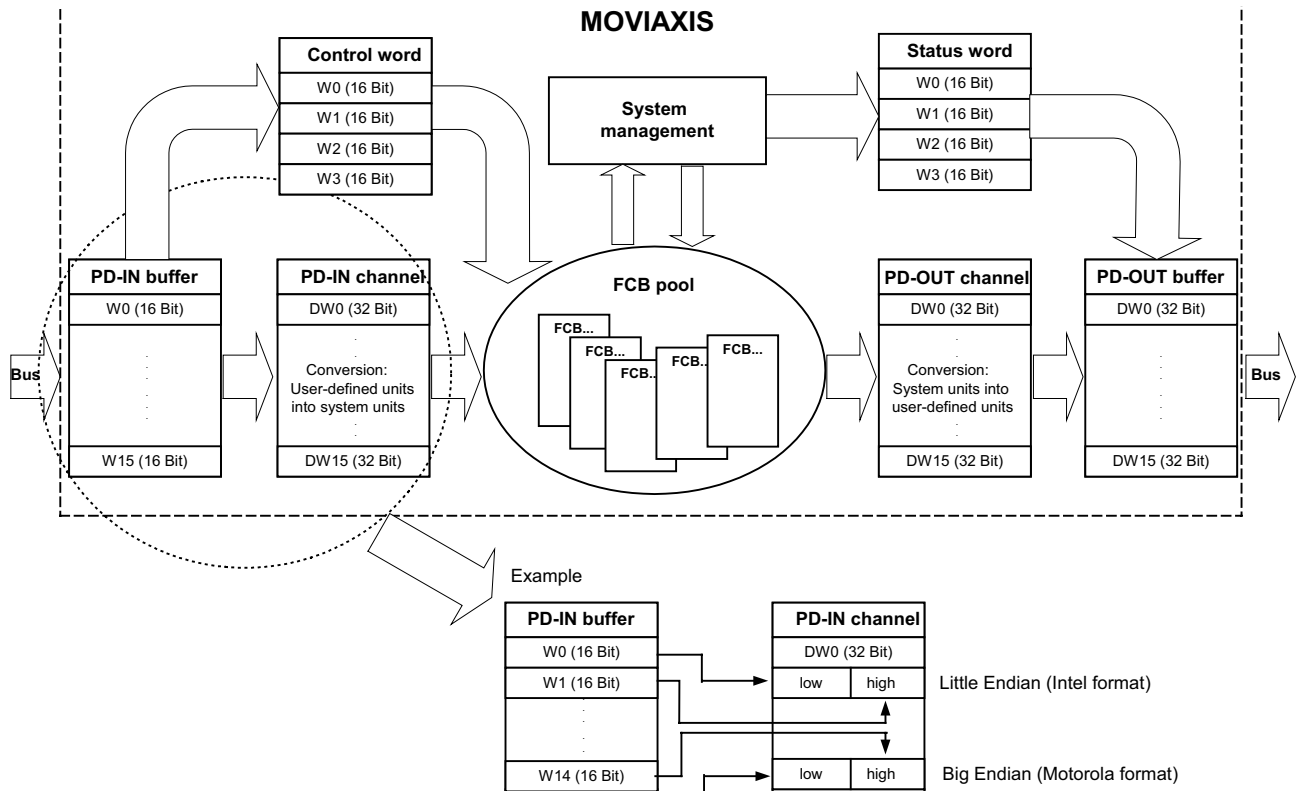 MOVIAXIS
Control word
W0 (16 Bit)
W1 (16 Bit)
W2 (16 Bit)
W3 (16 Bit)
System
management
Status word
W0 (16 Bit)
W1 (16 Bit)
W2 (16 Bit)
W3 (16 Bit)
Bus
PD-IN buffer
W0 (16 Bit)
W15 (16 Bit)
PD-IN channel
DW0 (32 Bit)
Conversion:
User-defined units
into system units
DW15 (32 Bit)
FCB pool
FCB...
FCB...
FCB..
FCB...
FCB...
PD-OUT channel
DW0 (32 Bit)
Conversion:
System units into
user-defined units
DW15 (32 Bit)
PD-OUT buffer
DW0 (32 Bit)
DW15 (32 Bit)
Bus
Example
PD-IN buffer
W0 (16 Bit)
W1 (16 Bit)
W14 (16 Bit)
PD-IN channel
DW0 (32 Bit)
low high Little Endian (Intel format)
low high Big Endian (Motorola format)